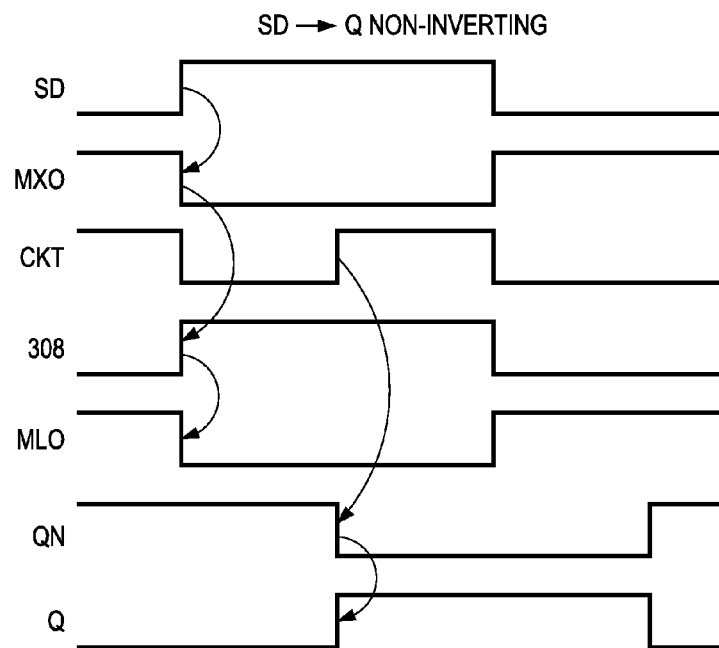 SD → Q NON-INVERTING
SD
MXO
CKT
308
MLO
QN
Q